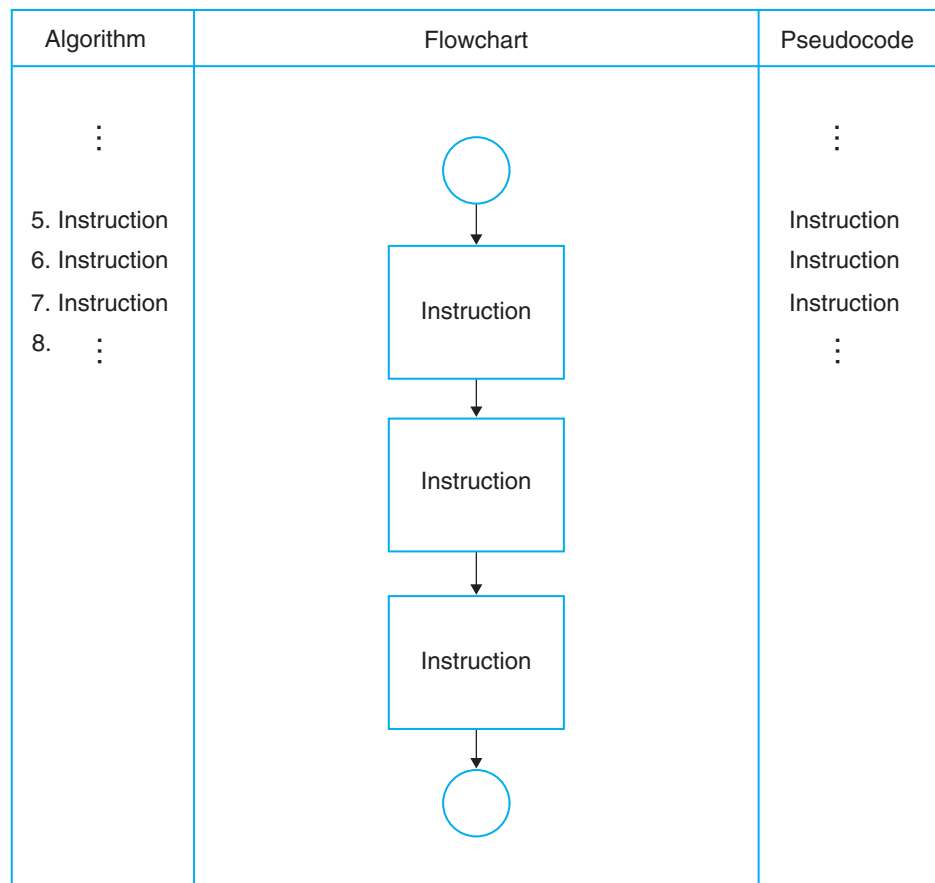 Algorithm
Flowchart
Pseudocode
⋮
5. Instruction
6. Instruction
7. Instruction
8. ⋮
Instruction
Instruction
Instruction
⋮
Instruction
Instruction
Instruction
⋮